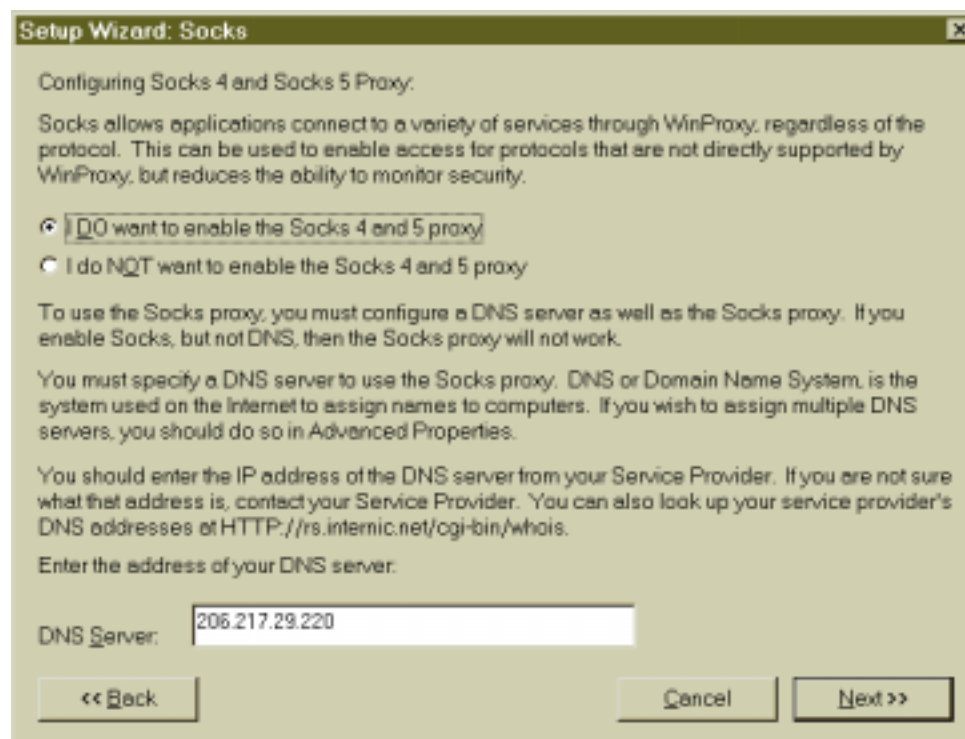 Setup Wizard: Socks
Configuring Socks 4 and Socks 5 Proxy:
Socks allows applications connect to a variety of services through WinProxy, regardless of the
protocol. This can be used to enable access for protocols that are not directly supported by
WinProxy, but reduces the ability to monitor security.
I DO want to enable the Socks 4 and 5 proxy
I do NOT want to enable the Socks 4 and 5 proxy
To use the Socks proxy, you must configure a DNS server as well as the Socks proxy. If you
enable Socks, but not DNS, then the Socks proxy will not work.
You must specify a DNS server to use the Socks proxy. DNS or Domain Name System, is the
system used on the Internet to assign names to computers. If you wish to assign multiple DNS
servers, you should do so in Advanced Properties.
You should enter the IP address of the DNS server from your Service Provider. If you are not sure
what that address is, contact your Service Provider. You can also look up your service provider's
DNS addresses at HTTP://rs.internic.net/cgi-bin/whois.
Enter the address of your DNS server:
DNS Server: 206.217.29.220
<< Back Cancel Next >>